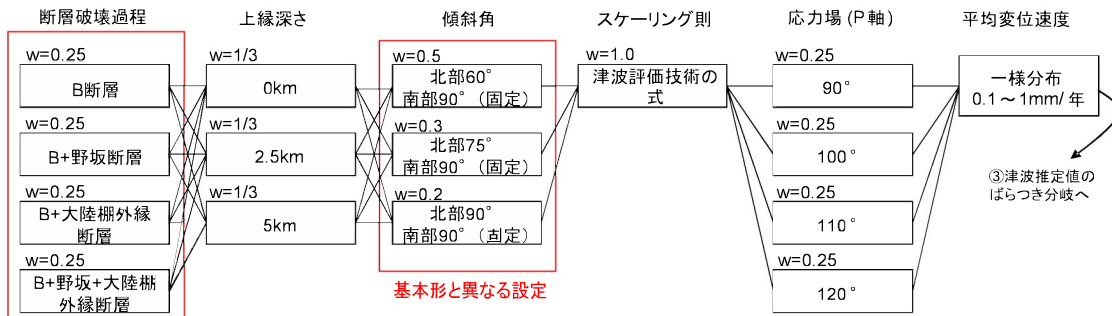 断層破壊過程
w=0.25
B断層
w=0.25
B+野坂断層
w=0.25
B+大陸棚外縁
断層
w=0.25
B+野坂+大陸棚
外縁断層
上縁深さ
w=1/3
0km
w=1/3
2.5km
w=1/3
5km
傾斜角
w=0.5
北部60°
南部90°（固定）
w=0.3
北部75°
南部90°（固定）
w=0.2
北部90°
南部90°（固定）
基本形と異なる設定
スケーリング則
w=1.0
津波評価技術の
式
応力場(P軸)
w=0.25
90°
w=0.25
100°
w=0.25
110°
w=0.25
120°
平均変位速度
一様分布
0.1～1mm/年
③津波推定値の
ばらつき分岐へ